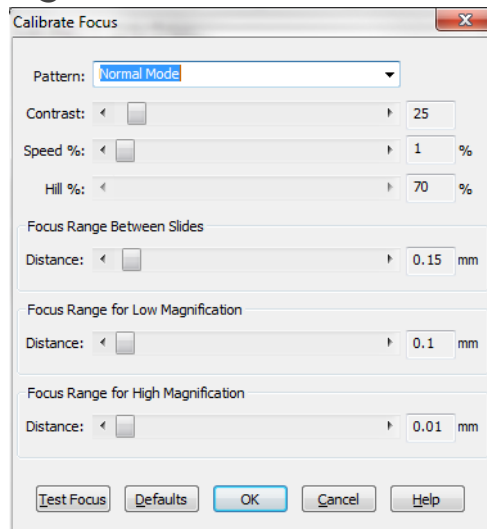 Calibrate Focus
Pattern: Normal Mode
Contrast: 25
Speed %: 1 %
Hill %: 70 %
Focus Range Between Slides
Distance: 0.15 mm
Focus Range for Low Magnification
Distance: 0.1 mm
Focus Range for High Magnification
Distance: 0.01 mm
Test Focus Defaults OK Cancel Help